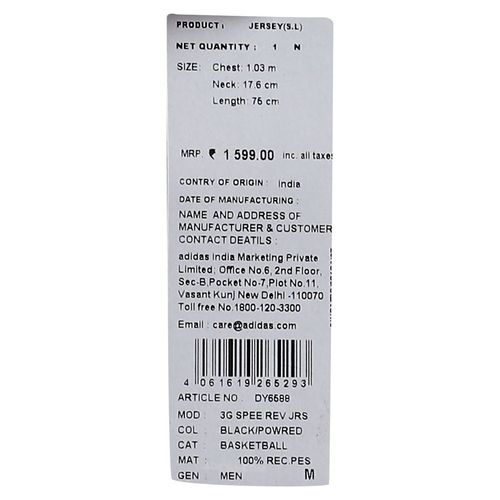 PRODUCT : JERSEY(S.L)
NET QUANTITY : 1 N
SIZE: Chest: 1.03 m
Neck: 17.6 cm
Length: 75 cm
MRP. ₹ 1 599.00 inc. all taxes
CONTRY OF ORIGIN : India
DATE OF MANUFACTURING :
NAME AND ADDRESS OF
MANUFACTURER & CUSTOMER
CONTACT DEATILS :
adidas India Marketing Private
Limited; Office No.6, 2nd Floor,
Sec-B,Pocket No-7,Plot No.11,
Vasant Kunj New Delhi -110070
Toll free No.1800-120-3300
Email : care@adidas.com
4 061619 265293
ARTICLE NO. : DY6588
MOD : 3G SPEE REV JRS
COL : BLACK/POWRED
CAT : BASKETBALL
MAT : 100% REC.PES
GEN : MEN M